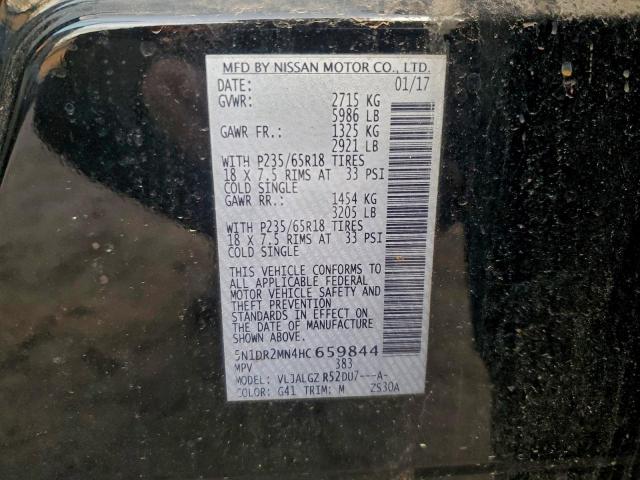 MFD BY NISSAN MOTOR CO., LTD.
DATE: 01/17
GVWR: 2715 KG
5986 LB
GAWR FR.: 1325 KG
2921 LB
WITH P235/65R18 TIRES
18 X 7.5 RIMS AT 33 PSI
COLD SINGLE
GAWR RR.: 1454 KG
3205 LB
WITH P235/65R18 TIRES
18 X 7.5 RIMS AT 33 PSI
COLD SINGLE
THIS VEHICLE CONFORMS TO
ALL APPLICABLE FEDERAL
MOTOR VEHICLE SAFETY AND
THEFT PREVENTION
STANDARDS IN EFFECT ON
THE DATE OF MANUFACTURE
SHOWN ABOVE.
5N1DR2MN4HC659844
MPV 383
MODEL: VLJALGZ R52DU7---A-
COLOR: G41 TRIM: M ZS30A